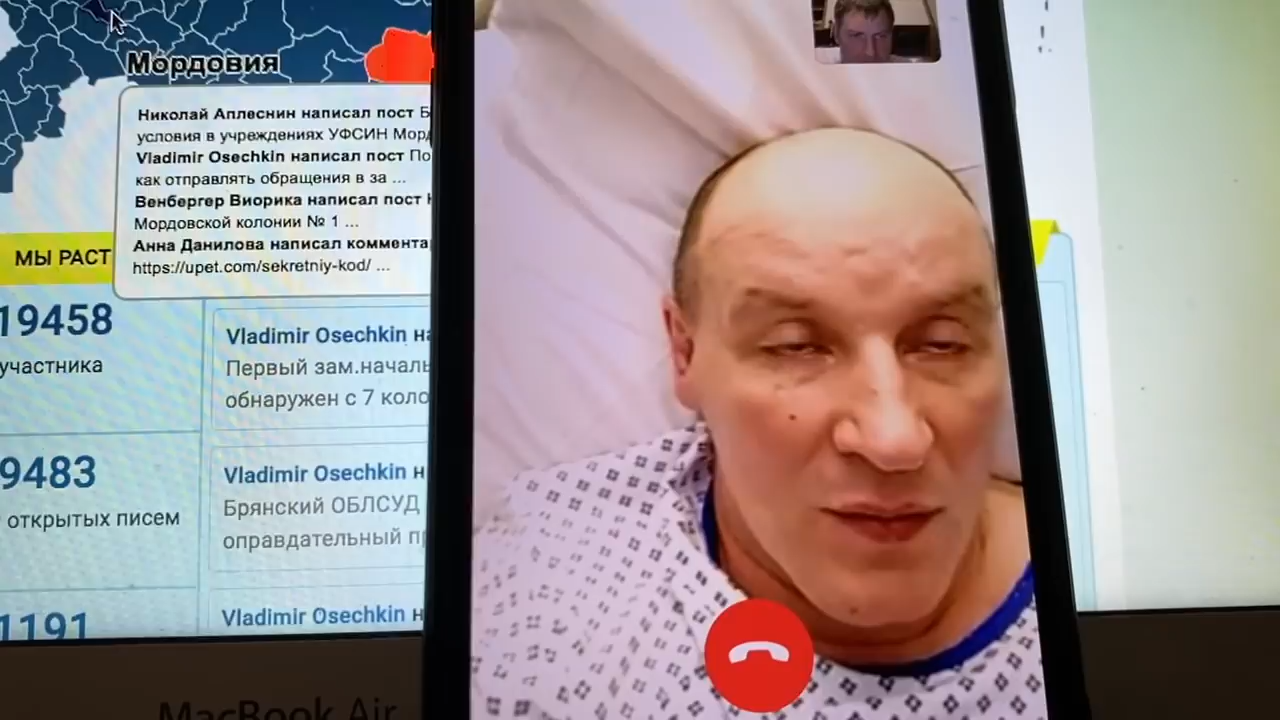 Мордовия
Николай Аплеснин написал пост
условия в учреждениях УФСИН Морд
Vladimir Osechkin написал пост По
как отправлять обращения в за ...
Венбергер Виорика написал пост
Мордовской колонии № 1 ...
Анна Данилова написал коммента
https://upet.com/sekretniy-kod/ ...
МЫ РАСТ
19458
участника
9483
открытых писем
1191
Vladimir Osechkin на
Первый зам.началь
обнаружен с 7 коло
Vladimir Osechkin н
Брянский ОБЛСУД
оправдательный п
Vladimir Osechkin н
MacBook Air